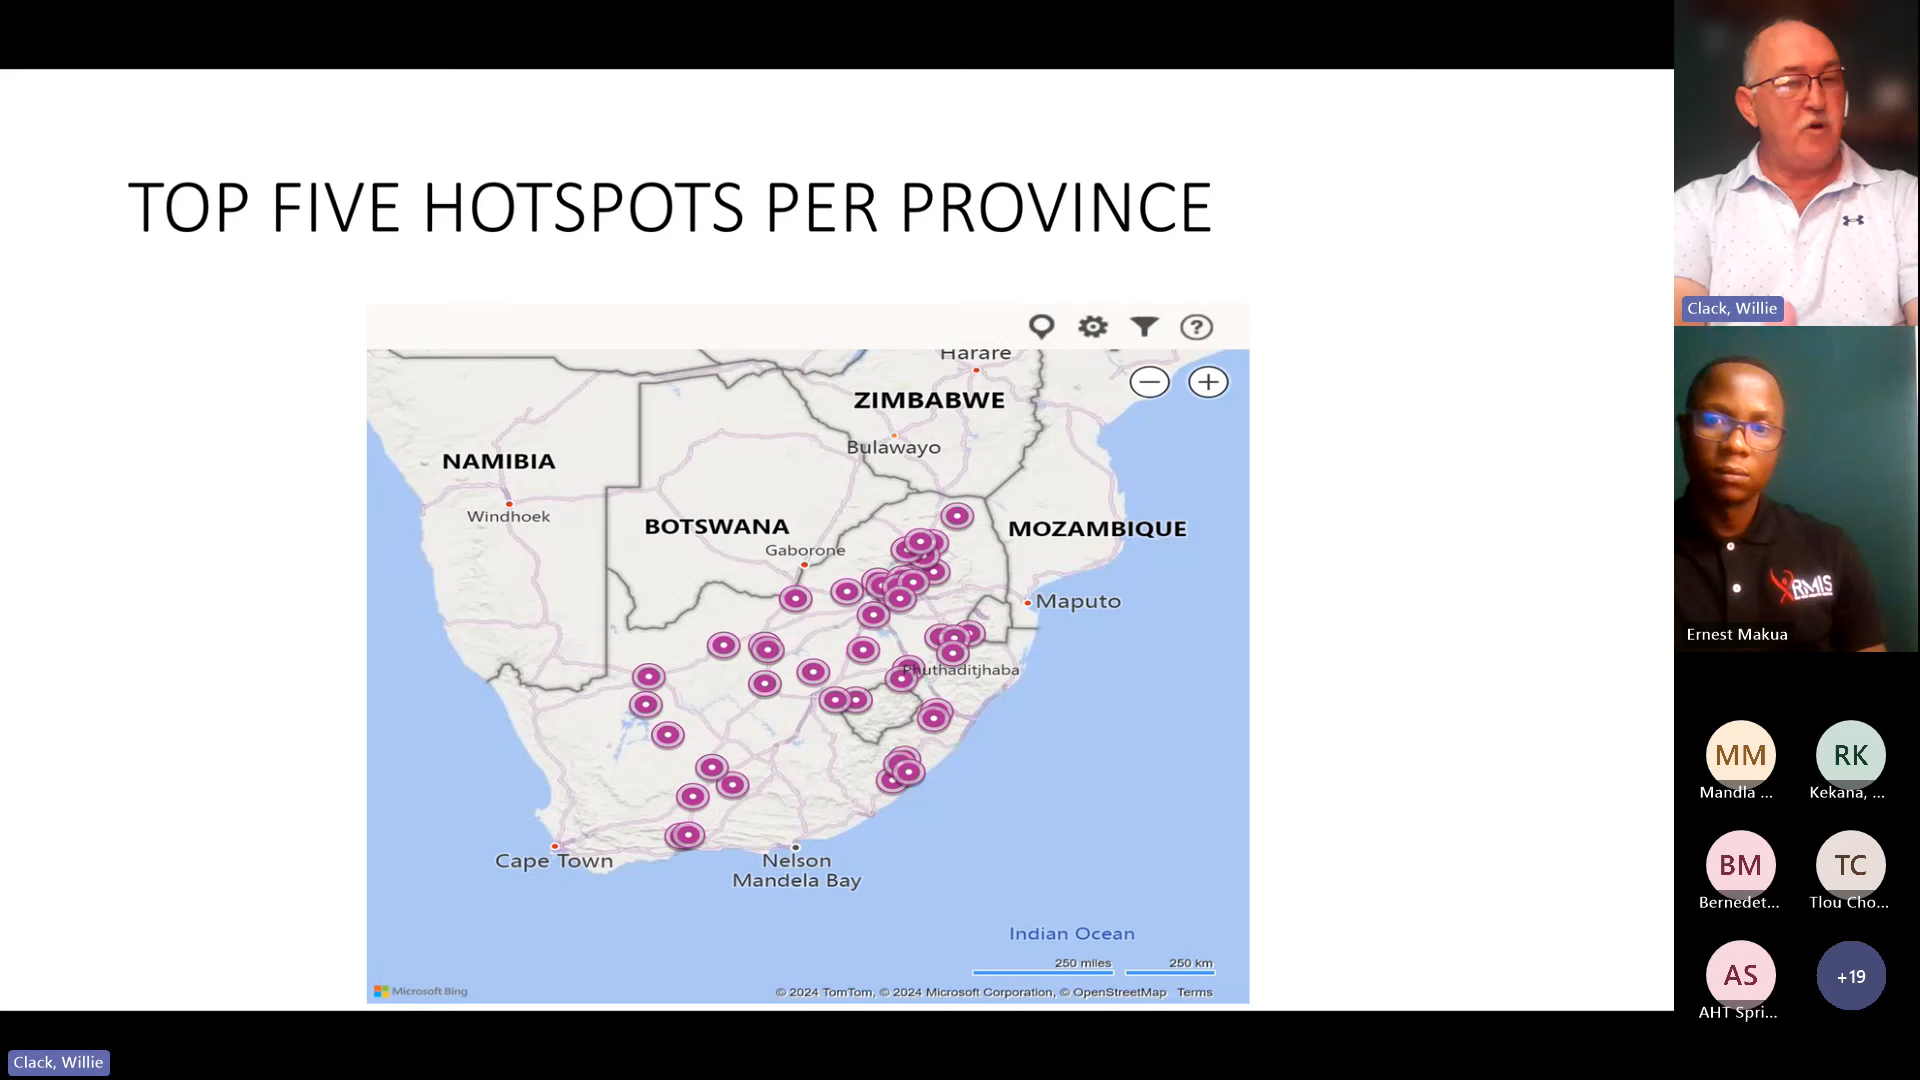 TOP FIVE HOTSPOTS PER PROVINCE
?
Harare
ZIMBABWE
Bulawayo
NAMIBIA
Windhoek
BOTSWANA
MOZAMBIQUE
Gaborone
Maputo
Phuthaditjhaba
Cape Town
Nelson
Mandela Bay
Indian Ocean
250 miles
250 km
Microsoft Bing
© 2024 TomTom, © 2024 Microsoft Corporation, © OpenStreetMap Terms
Clack, Willie
Clack, Willie
RMIS
Ernest Makua
MM
RK
Mandla ...
Kekana, ...
BM
TC
Bernedet...
Tlou Cho...
AS
+19
AHT Spri...